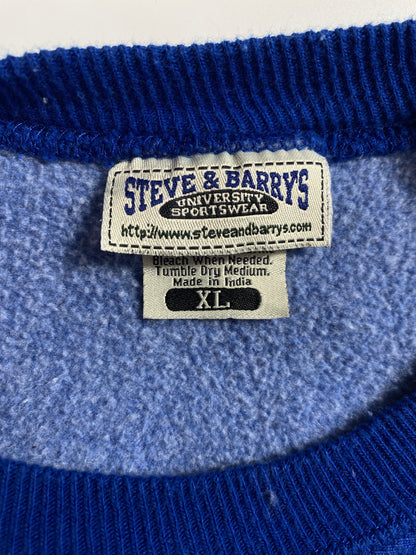 STEVE & BARRY'S
UNIVERSITY
SPORTSWEAR
http://www.steveandbarrys.com
Bleach When Needed.
Tumble Dry Medium.
Made in India
XL